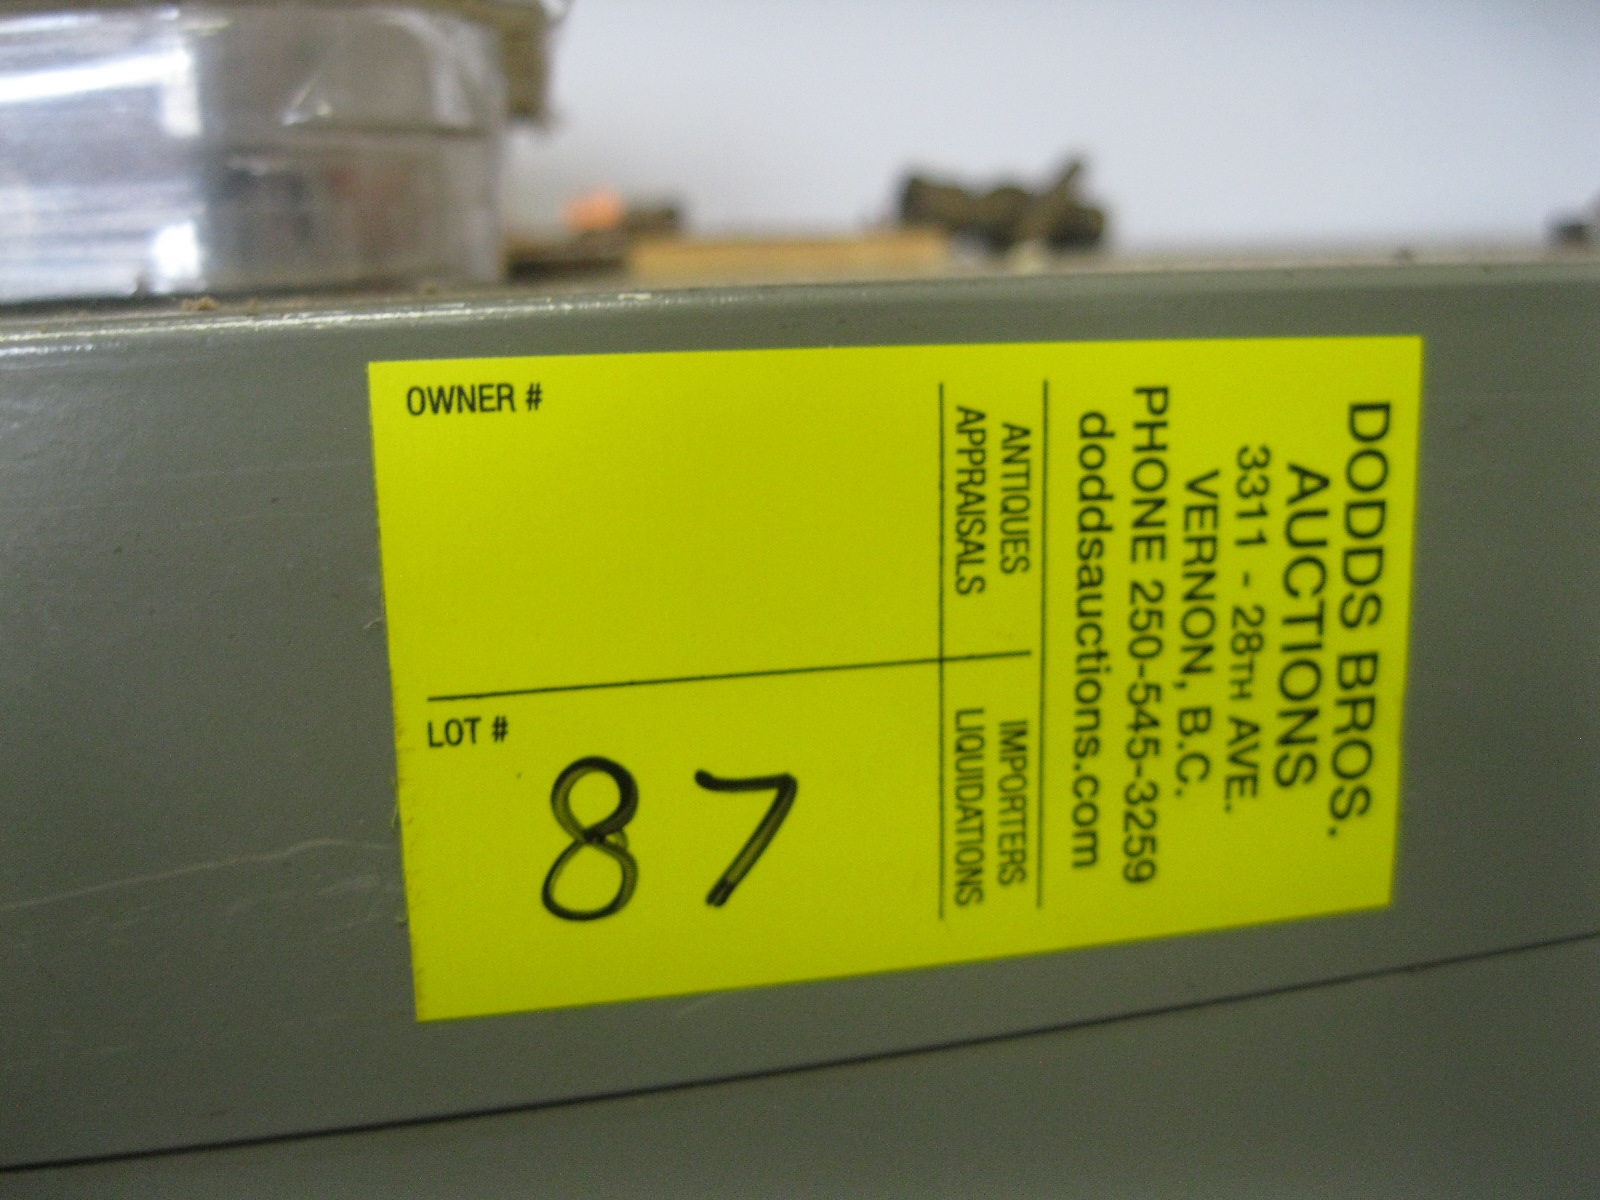 DODDS BROS.
AUCTIONS
3311 - 28TH AVE.
VERNON, B.C.
PHONE 250-545-3259
doddsauctions.com
ANTIQUES IMPORTERS
APPRAISALS LIQUIDATIONS
OWNER #
LOT #
87